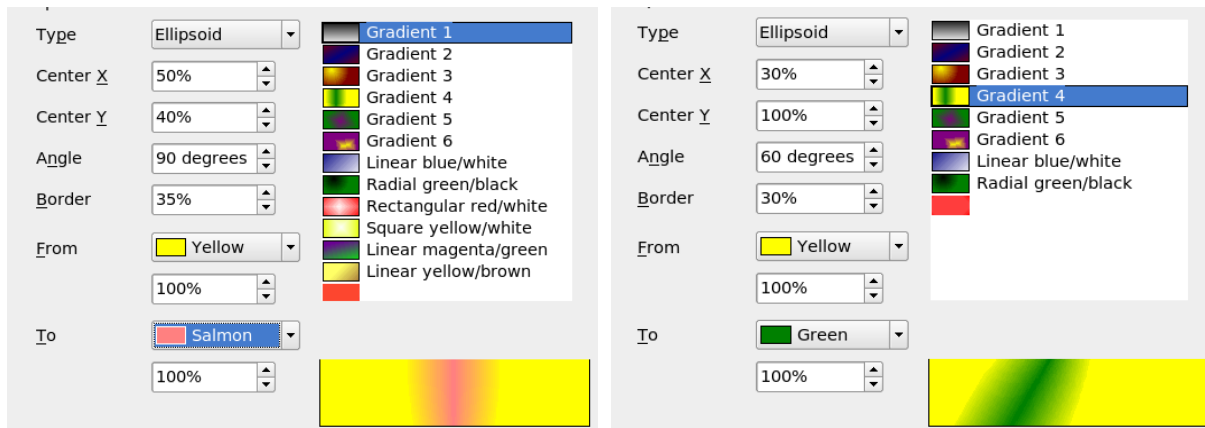 Type
Ellipsoid
Center X
50%
Center Y
40%
Angle
90 degrees
Border
35%
From
Yellow
100%
To
Salmon
100%
Gradient 1
Gradient 2
Gradient 3
Gradient 4
Gradient 5
Gradient 6
Linear blue/white
Radial green/black
Rectangular red/white
Square yellow/white
Linear magenta/green
Linear yellow/brown
Type
Ellipsoid
Center X
30%
Center Y
100%
Angle
60 degrees
Border
30%
From
Yellow
100%
To
Green
100%
Gradient 1
Gradient 2
Gradient 3
Gradient 4
Gradient 5
Gradient 6
Linear blue/white
Radial green/black